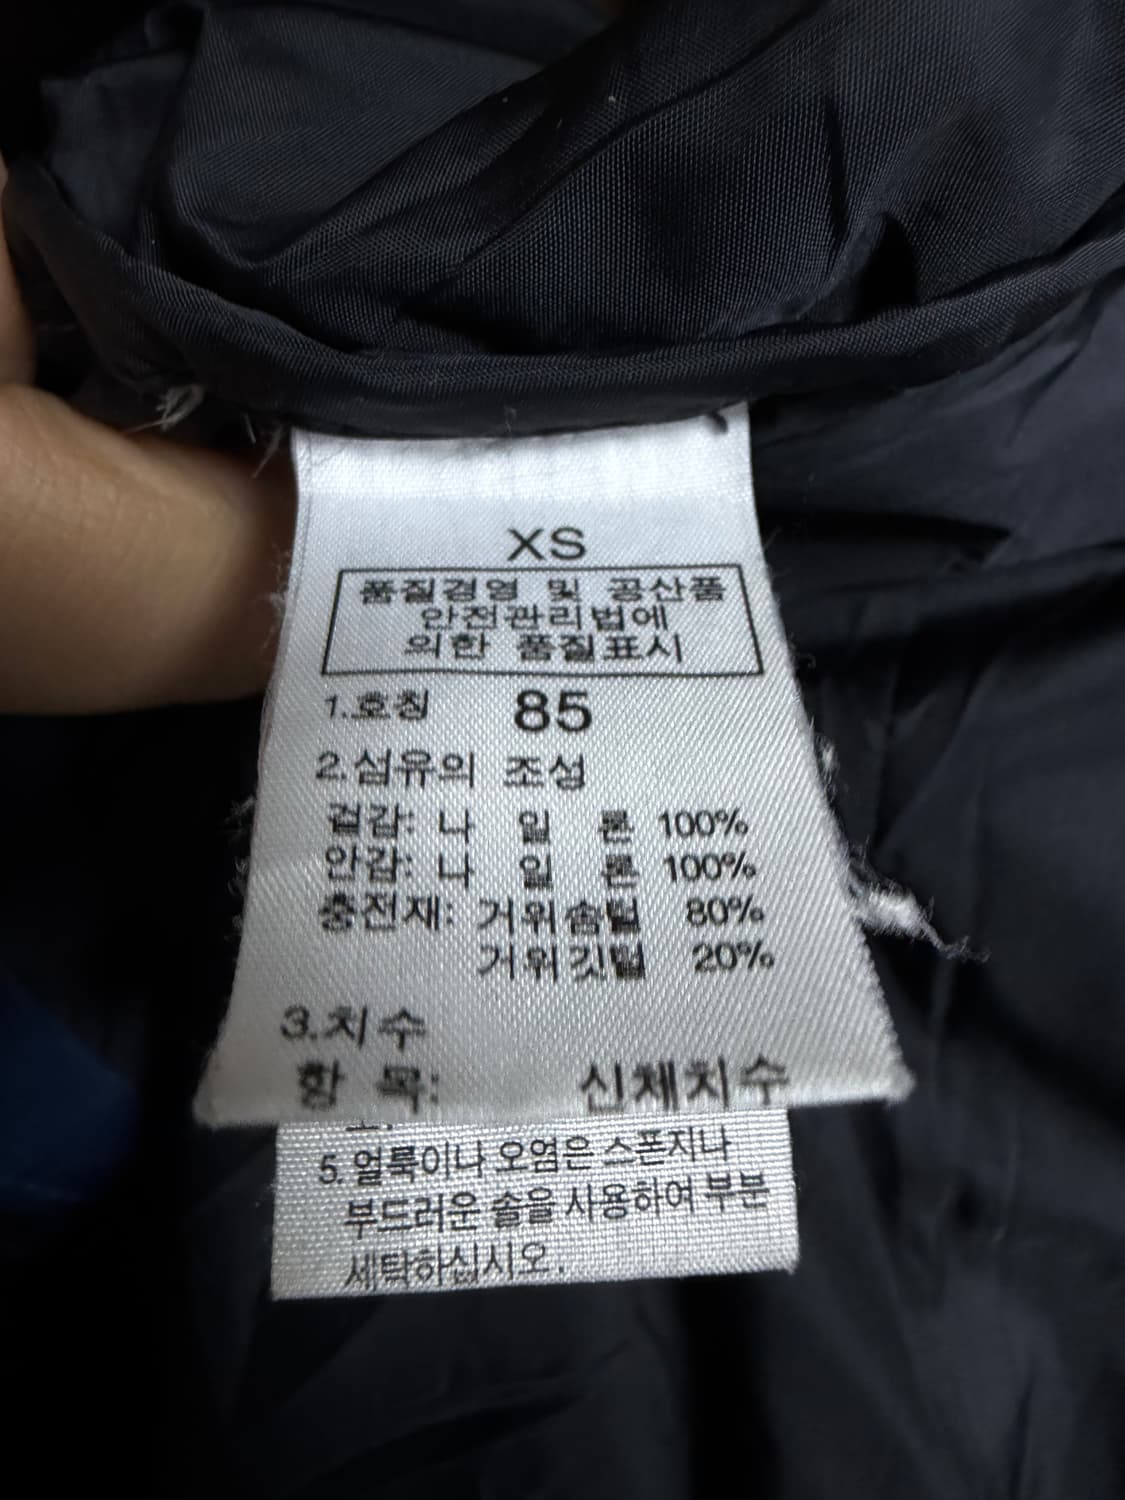 XS
품질경영 및 공산품
안전관리법에
의한 품질표시
1.호칭 85
2.섬유의 조성
겉감: 나 일 론 100%
안감: 나 일 론 100%
충전재: 거위솜털 80%
거위깃털 20%
3.치수
항 목: 신체치수
5. 얼룩이나 오염은 스폰지나
부드러운 솔을 사용하여 부분
세탁하십시오.